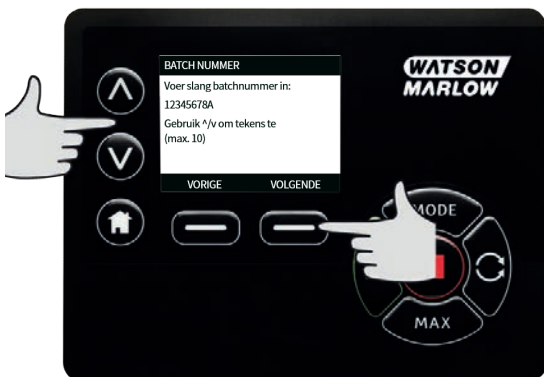 BATCH NUMMER
WATSON
MARLOW
Voer slang batchnummer in:
12345678A
Gebruik ^/v om tekens te
(max. 10)
VORIGE VOLGENDE
MODE
MAX